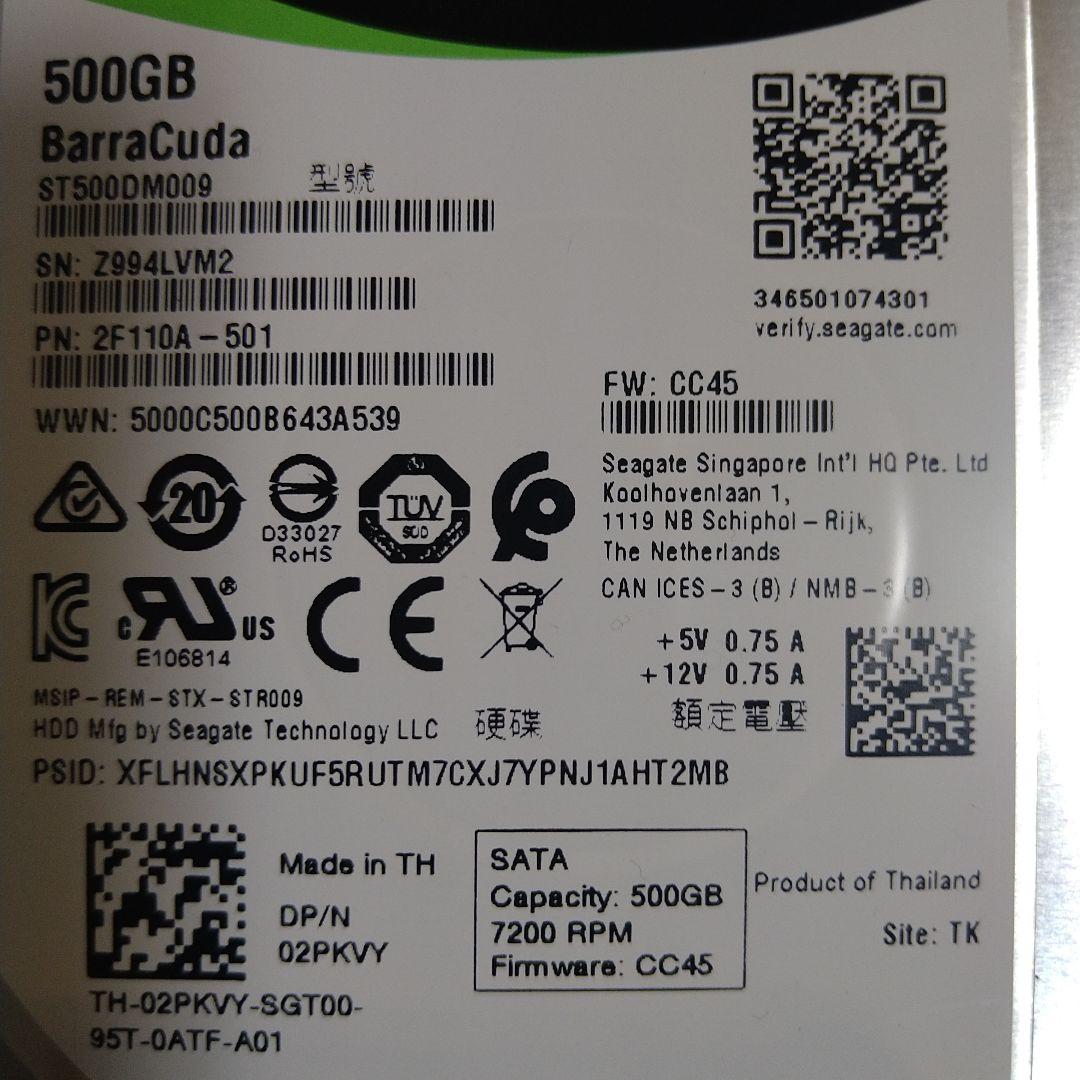 500GB
BarraCuda
ST500DM009 型號
SN: Z994LVM2
PN: 2F110A-501
WWN: 5000C500B643A539
346501074301
verify.seagate.com
FW: CC45
Seagate Singapore Int'l HQ Pte. Ltd
Koolhovenlaan 1,
1119 NB Schiphol-Rijk,
The Netherlands
CAN ICES-3 (B) / NMB-3 (B)
20
D33027
RoHS
TÜV
SÜD
c RU ® US
E106814
CE
+5V 0.75 A
+12V 0.75 A
額定電壓
MSIP-REM-STX-STR009
HDD Mfg by Seagate Technology LLC 硬碟
PSID: XFLHNSXPKUF5RUTM7CXJ7YPNJ1AHT2MB
Made in TH
DP/N
02PKVY
TH-02PKVY-SGT00-
95T-0ATF-A01
SATA
Capacity: 500GB
7200 RPM
Firmware: CC45
Product of Thailand
Site: TK